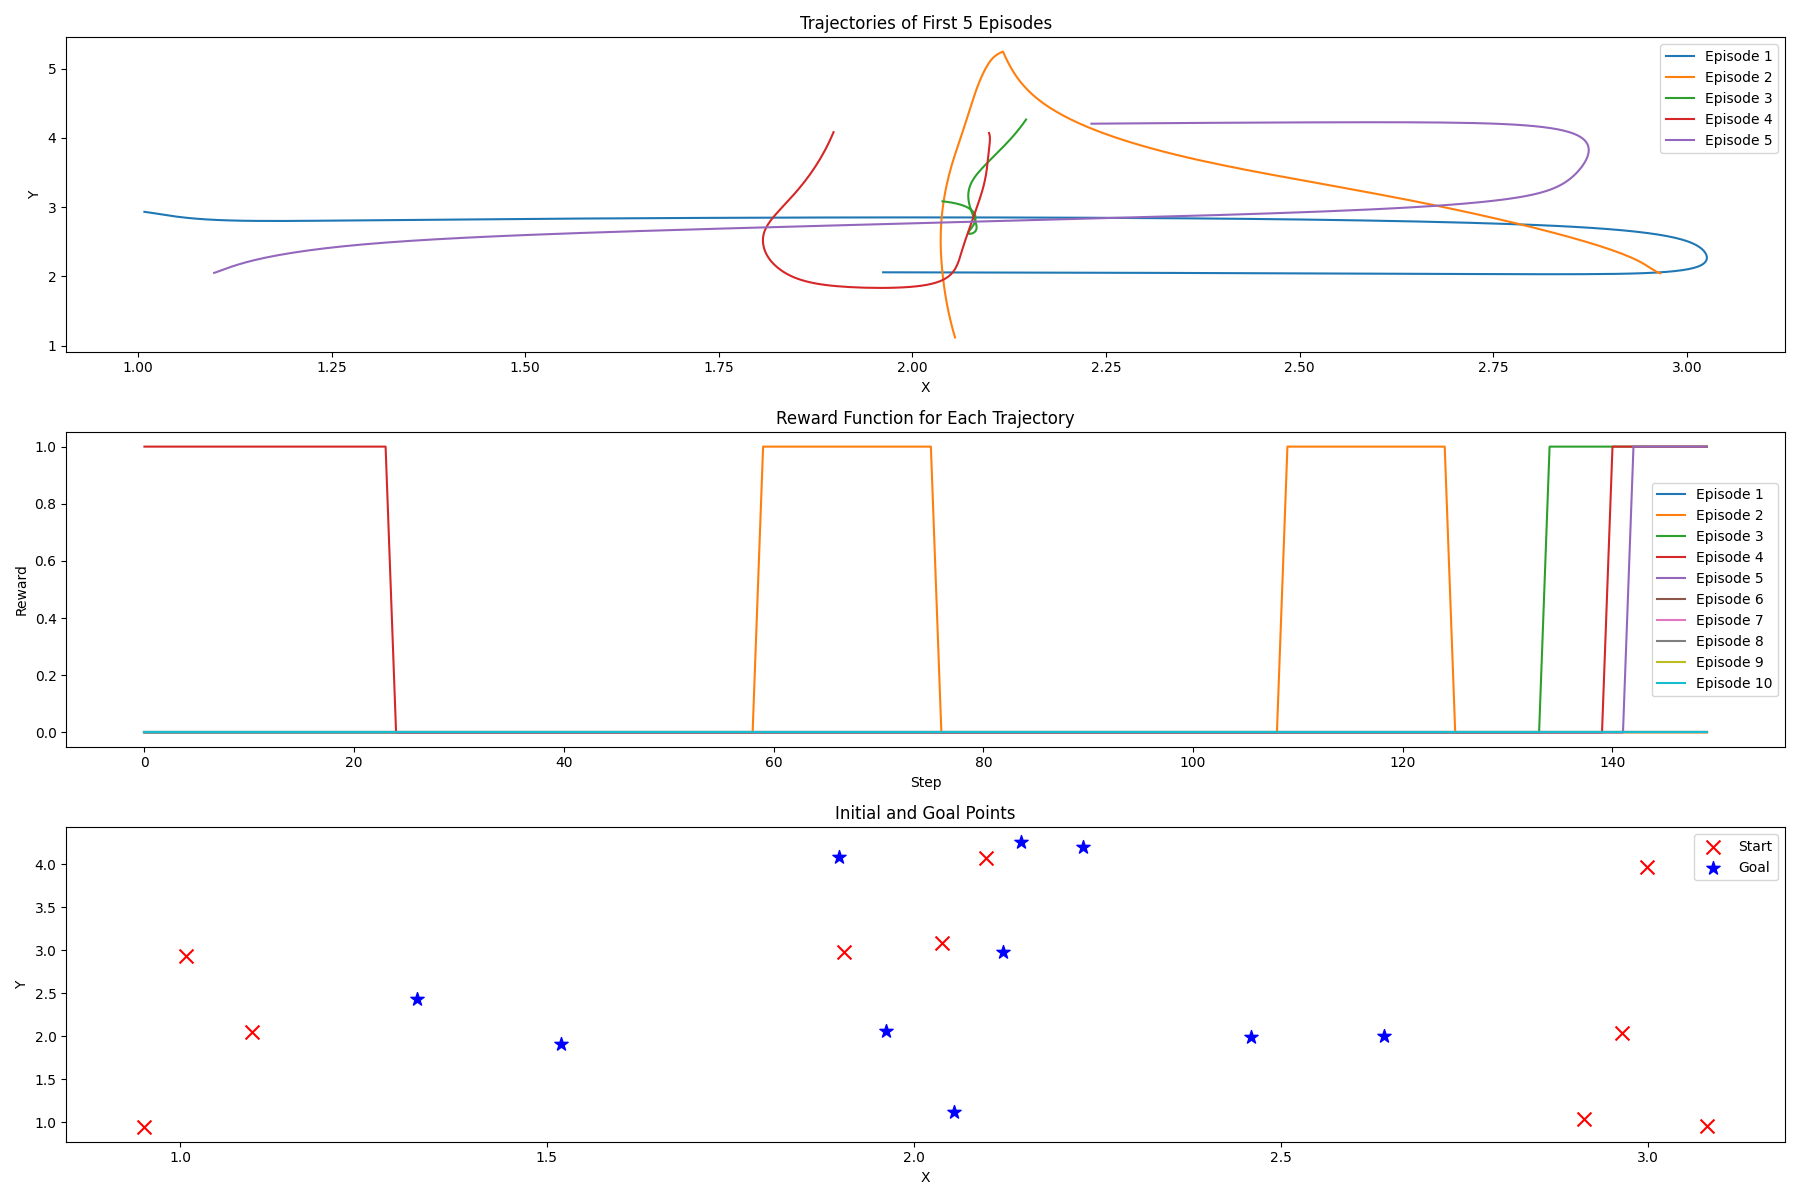 Trajectories of First 5 Episodes
5
4
3
2
1
Y
1.00 1.25 1.50 1.75 2.00 2.25 2.50 2.75 3.00
X
Episode 1
Episode 2
Episode 3
Episode 4
Episode 5
Reward Function for Each Trajectory
1.0
0.8
0.6
0.4
0.2
0.0
Reward
0 20 40 60 80 100 120 140
Step
Episode 1
Episode 2
Episode 3
Episode 4
Episode 5
Episode 6
Episode 7
Episode 8
Episode 9
Episode 10
Initial and Goal Points
4.0
3.5
3.0
2.5
2.0
1.5
1.0
Y
1.0 1.5 2.0 2.5 3.0
X
Start
Goal